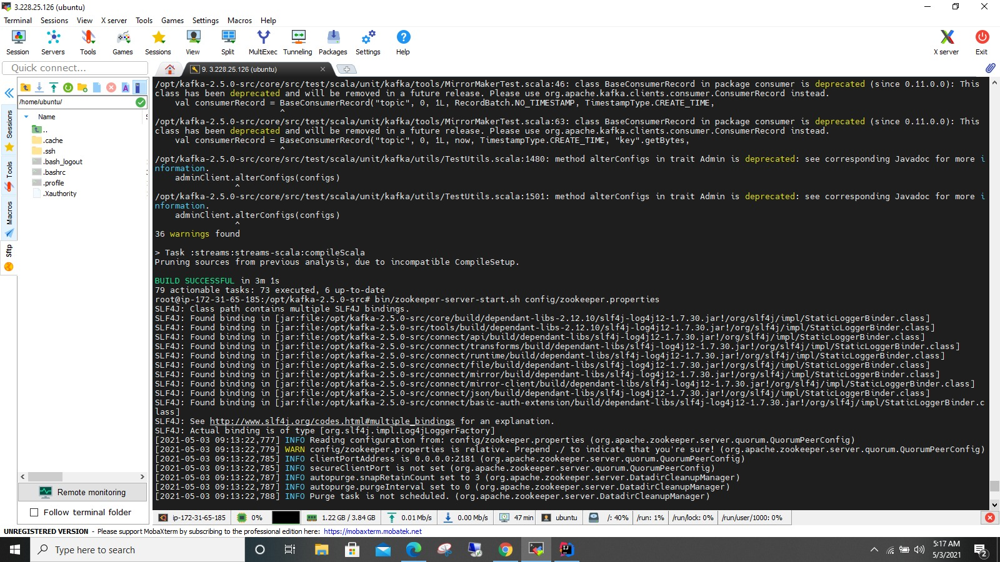 3.228.25.126 (ubuntu)
Terminal Sessions View X server Tools Games Settings Macros Help
Session Servers Tools Games Sessions View Split MultiExec Tunneling Packages Settings Help X server Exit
Quick connect...
9. 3.228.25.126 (ubuntu)
/home/ubuntu/
Name
..
.cache
.ssh
.bash_logout
.bashrc
.profile
.Xauthority
Sessions
Tools
Macros
Sftp
Remote monitoring
Follow terminal folder
/opt/kafka-2.5.0-src/core/src/test/scala/unit/kafka/tools/MirrorMakerTest.scala:46: class BaseConsumerRecord in package consumer is deprecated (since 0.11.0.0): This
class has been deprecated and will be removed in a future release. Please use org.apache.kafka.clients.consumer.ConsumerRecord instead.
val consumerRecord = BaseConsumerRecord("topic", 0, 1L, RecordBatch.NO_TIMESTAMP, TimestampType.CREATE_TIME,
^
/opt/kafka-2.5.0-src/core/src/test/scala/unit/kafka/tools/MirrorMakerTest.scala:63: class BaseConsumerRecord in package consumer is deprecated (since 0.11.0.0): This
class has been deprecated and will be removed in a future release. Please use org.apache.kafka.clients.consumer.ConsumerRecord instead.
val consumerRecord = BaseConsumerRecord("topic", 0, 1L, now, TimestampType.CREATE_TIME, "key".getBytes,
^
/opt/kafka-2.5.0-src/core/src/test/scala/unit/kafka/utils/TestUtils.scala:1480: method alterConfigs in trait Admin is deprecated: see corresponding Javadoc for more i
nformation.
adminClient.alterConfigs(configs)
^
/opt/kafka-2.5.0-src/core/src/test/scala/unit/kafka/utils/TestUtils.scala:1501: method alterConfigs in trait Admin is deprecated: see corresponding Javadoc for more i
nformation.
adminClient.alterConfigs(configs)
^
36 warnings found
> Task :streams:streams-scala:compileScala
Pruning sources from previous analysis, due to incompatible CompileSetup.
BUILD SUCCESSFUL in 3m 1s
79 actionable tasks: 73 executed, 6 up-to-date
root@ip-172-31-65-185:/opt/kafka-2.5.0-src# bin/zookeeper-server-start.sh config/zookeeper.properties
SLF4J: Class path contains multiple SLF4J bindings.
SLF4J: Found binding in [jar:file:/opt/kafka-2.5.0-src/core/build/dependant-libs-2.12.10/slf4j-log4j12-1.7.30.jar!/org/slf4j/impl/StaticLoggerBinder.class]
SLF4J: Found binding in [jar:file:/opt/kafka-2.5.0-src/tools/build/dependant-libs-2.12.10/slf4j-log4j12-1.7.30.jar!/org/slf4j/impl/StaticLoggerBinder.class]
SLF4J: Found binding in [jar:file:/opt/kafka-2.5.0-src/connect/api/build/dependant-libs/slf4j-log4j12-1.7.30.jar!/org/slf4j/impl/StaticLoggerBinder.class]
SLF4J: Found binding in [jar:file:/opt/kafka-2.5.0-src/connect/transforms/build/dependant-libs/slf4j-log4j12-1.7.30.jar!/org/slf4j/impl/StaticLoggerBinder.class]
SLF4J: Found binding in [jar:file:/opt/kafka-2.5.0-src/connect/runtime/build/dependant-libs/slf4j-log4j12-1.7.30.jar!/org/slf4j/impl/StaticLoggerBinder.class]
SLF4J: Found binding in [jar:file:/opt/kafka-2.5.0-src/connect/file/build/dependant-libs/slf4j-log4j12-1.7.30.jar!/org/slf4j/impl/StaticLoggerBinder.class]
SLF4J: Found binding in [jar:file:/opt/kafka-2.5.0-src/connect/mirror/build/dependant-libs/slf4j-log4j12-1.7.30.jar!/org/slf4j/impl/StaticLoggerBinder.class]
SLF4J: Found binding in [jar:file:/opt/kafka-2.5.0-src/connect/mirror-client/build/dependant-libs/slf4j-log4j12-1.7.30.jar!/org/slf4j/impl/StaticLoggerBinder.class]
SLF4J: Found binding in [jar:file:/opt/kafka-2.5.0-src/connect/json/build/dependant-libs/slf4j-log4j12-1.7.30.jar!/org/slf4j/impl/StaticLoggerBinder.class]
SLF4J: Found binding in [jar:file:/opt/kafka-2.5.0-src/connect/basic-auth-extension/build/dependant-libs/slf4j-log4j12-1.7.30.jar!/org/slf4j/impl/StaticLoggerBinder.c
lass]
SLF4J: See http://www.slf4j.org/codes.html#multiple_bindings for an explanation.
SLF4J: Actual binding is of type [org.slf4j.impl.Log4jLoggerFactory]
[2021-05-03 09:13:22,777] INFO Reading configuration from: config/zookeeper.properties (org.apache.zookeeper.server.quorum.QuorumPeerConfig)
[2021-05-03 09:13:22,779] WARN config/zookeeper.properties is relative. Prepend ./ to indicate that you're sure! (org.apache.zookeeper.server.quorum.QuorumPeerConfig)
[2021-05-03 09:13:22,785] INFO clientPortAddress is 0.0.0.0:2181 (org.apache.zookeeper.server.quorum.QuorumPeerConfig)
[2021-05-03 09:13:22,785] INFO secureClientPort is not set (org.apache.zookeeper.server.quorum.QuorumPeerConfig)
[2021-05-03 09:13:22,787] INFO autopurge.snapRetainCount set to 3 (org.apache.zookeeper.server.DatadirCleanupManager)
[2021-05-03 09:13:22,787] INFO autopurge.purgeInterval set to 0 (org.apache.zookeeper.server.DatadirCleanupManager)
[2021-05-03 09:13:22,788] INFO Purge task is not scheduled. (org.apache.zookeeper.server.DatadirCleanupManager)
ip-172-31-65-185 0% 1.22 GB / 3.84 GB 0.01 Mb/s 0.00 Mb/s 47 min ubuntu /: 40% /run: 1% /run/lock: 0% /run/user/1000: 0%
UNREGISTERED VERSION - Please support MobaXterm by subscribing to the professional edition here: https://mobaxterm.mobatek.net
Type here to search
5:17 AM
5/3/2021
2